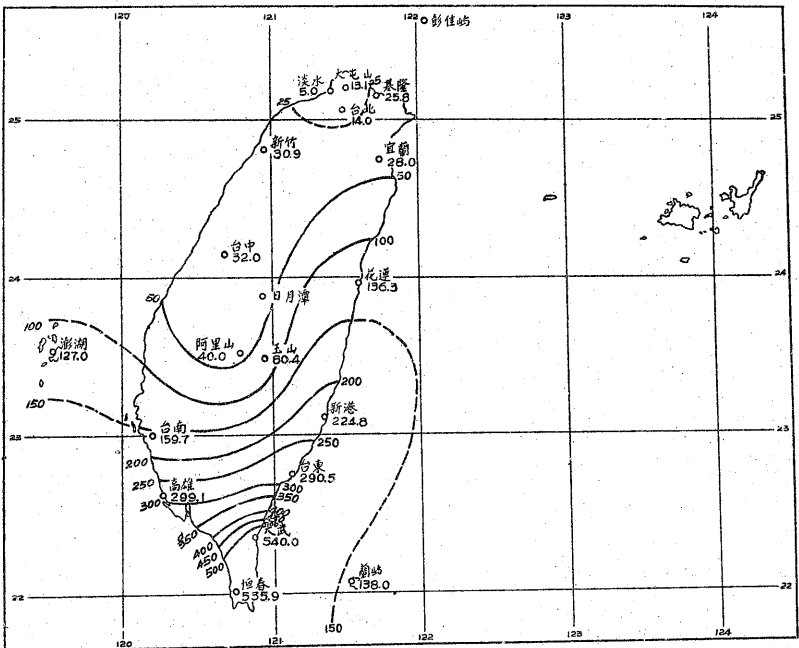 120 121 122 123 124
彭佳嶼
大屯山
淡水 13.1 25 基隆
5.0 25.8
25 台北
14.0
25 25
新竹
30.9
宜蘭
28.0
50
台中
32.0
100
24 24
花蓮
136.3
日月潭
50
100
澎湖
127.0
阿里山 玉山
40.0 80.4
150
200
新港
224.8
台南
159.7
23 23
250
200
台東
290.5
250 高雄
299.1
300
300
350
350
大武
540.0
400
450
500
蘭嶼
138.0
恒春
535.9
22 22
150
120 121 122 123 124